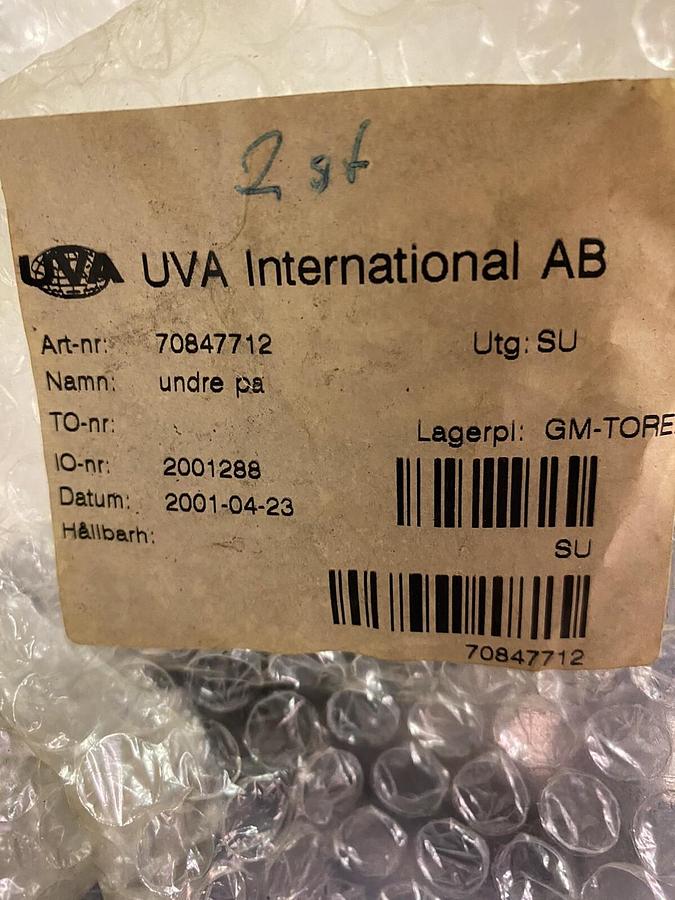 2 st
UVA UVA International AB
Art-nr: 70847712 Utg: SU
Namn: undre pa
TO-nr:
Lagerpl: GM-TORE
IO-nr: 2001288
Datum: 2001-04-23
Hållbarh:
SU
70847712